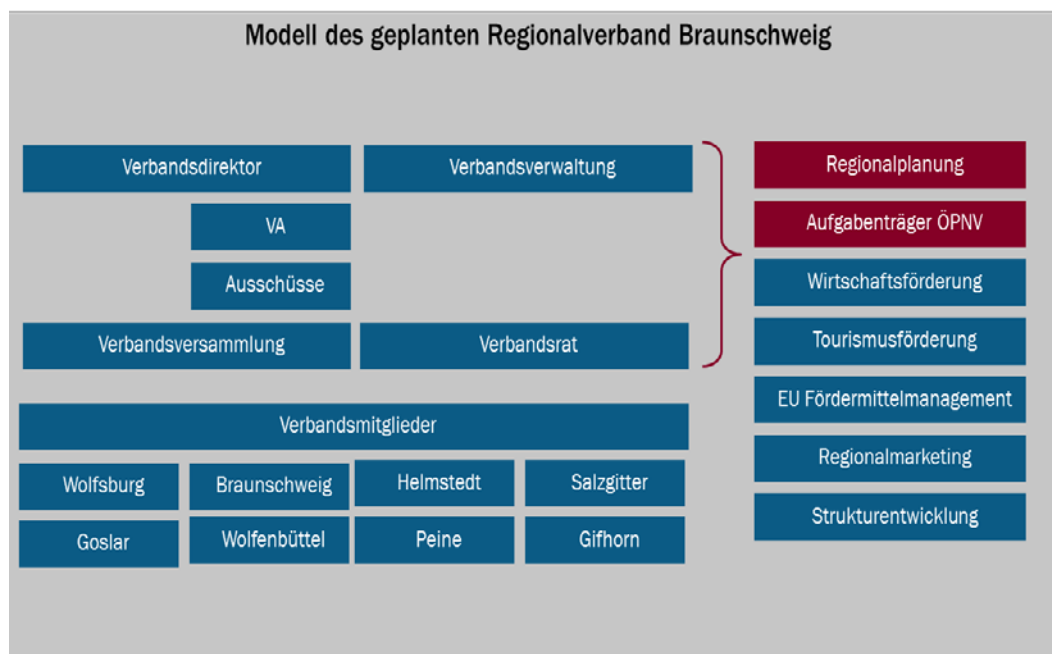 Modell des geplanten Regionalverband Braunschweig
Verbandsdirektor
Verbandsverwaltung
VA
Ausschüsse
Verbandsversammlung
Verbandsrat
Verbandsmitglieder
Wolfsburg
Braunschweig
Helmstedt
Salzgitter
Goslar
Wolfenbüttel
Peine
Gifhorn
Regionalplanung
Aufgabenträger ÖPNV
Wirtschaftsförderung
Tourismusförderung
EU Fördermittelmanagement
Regionalmarketing
Strukturentwicklung